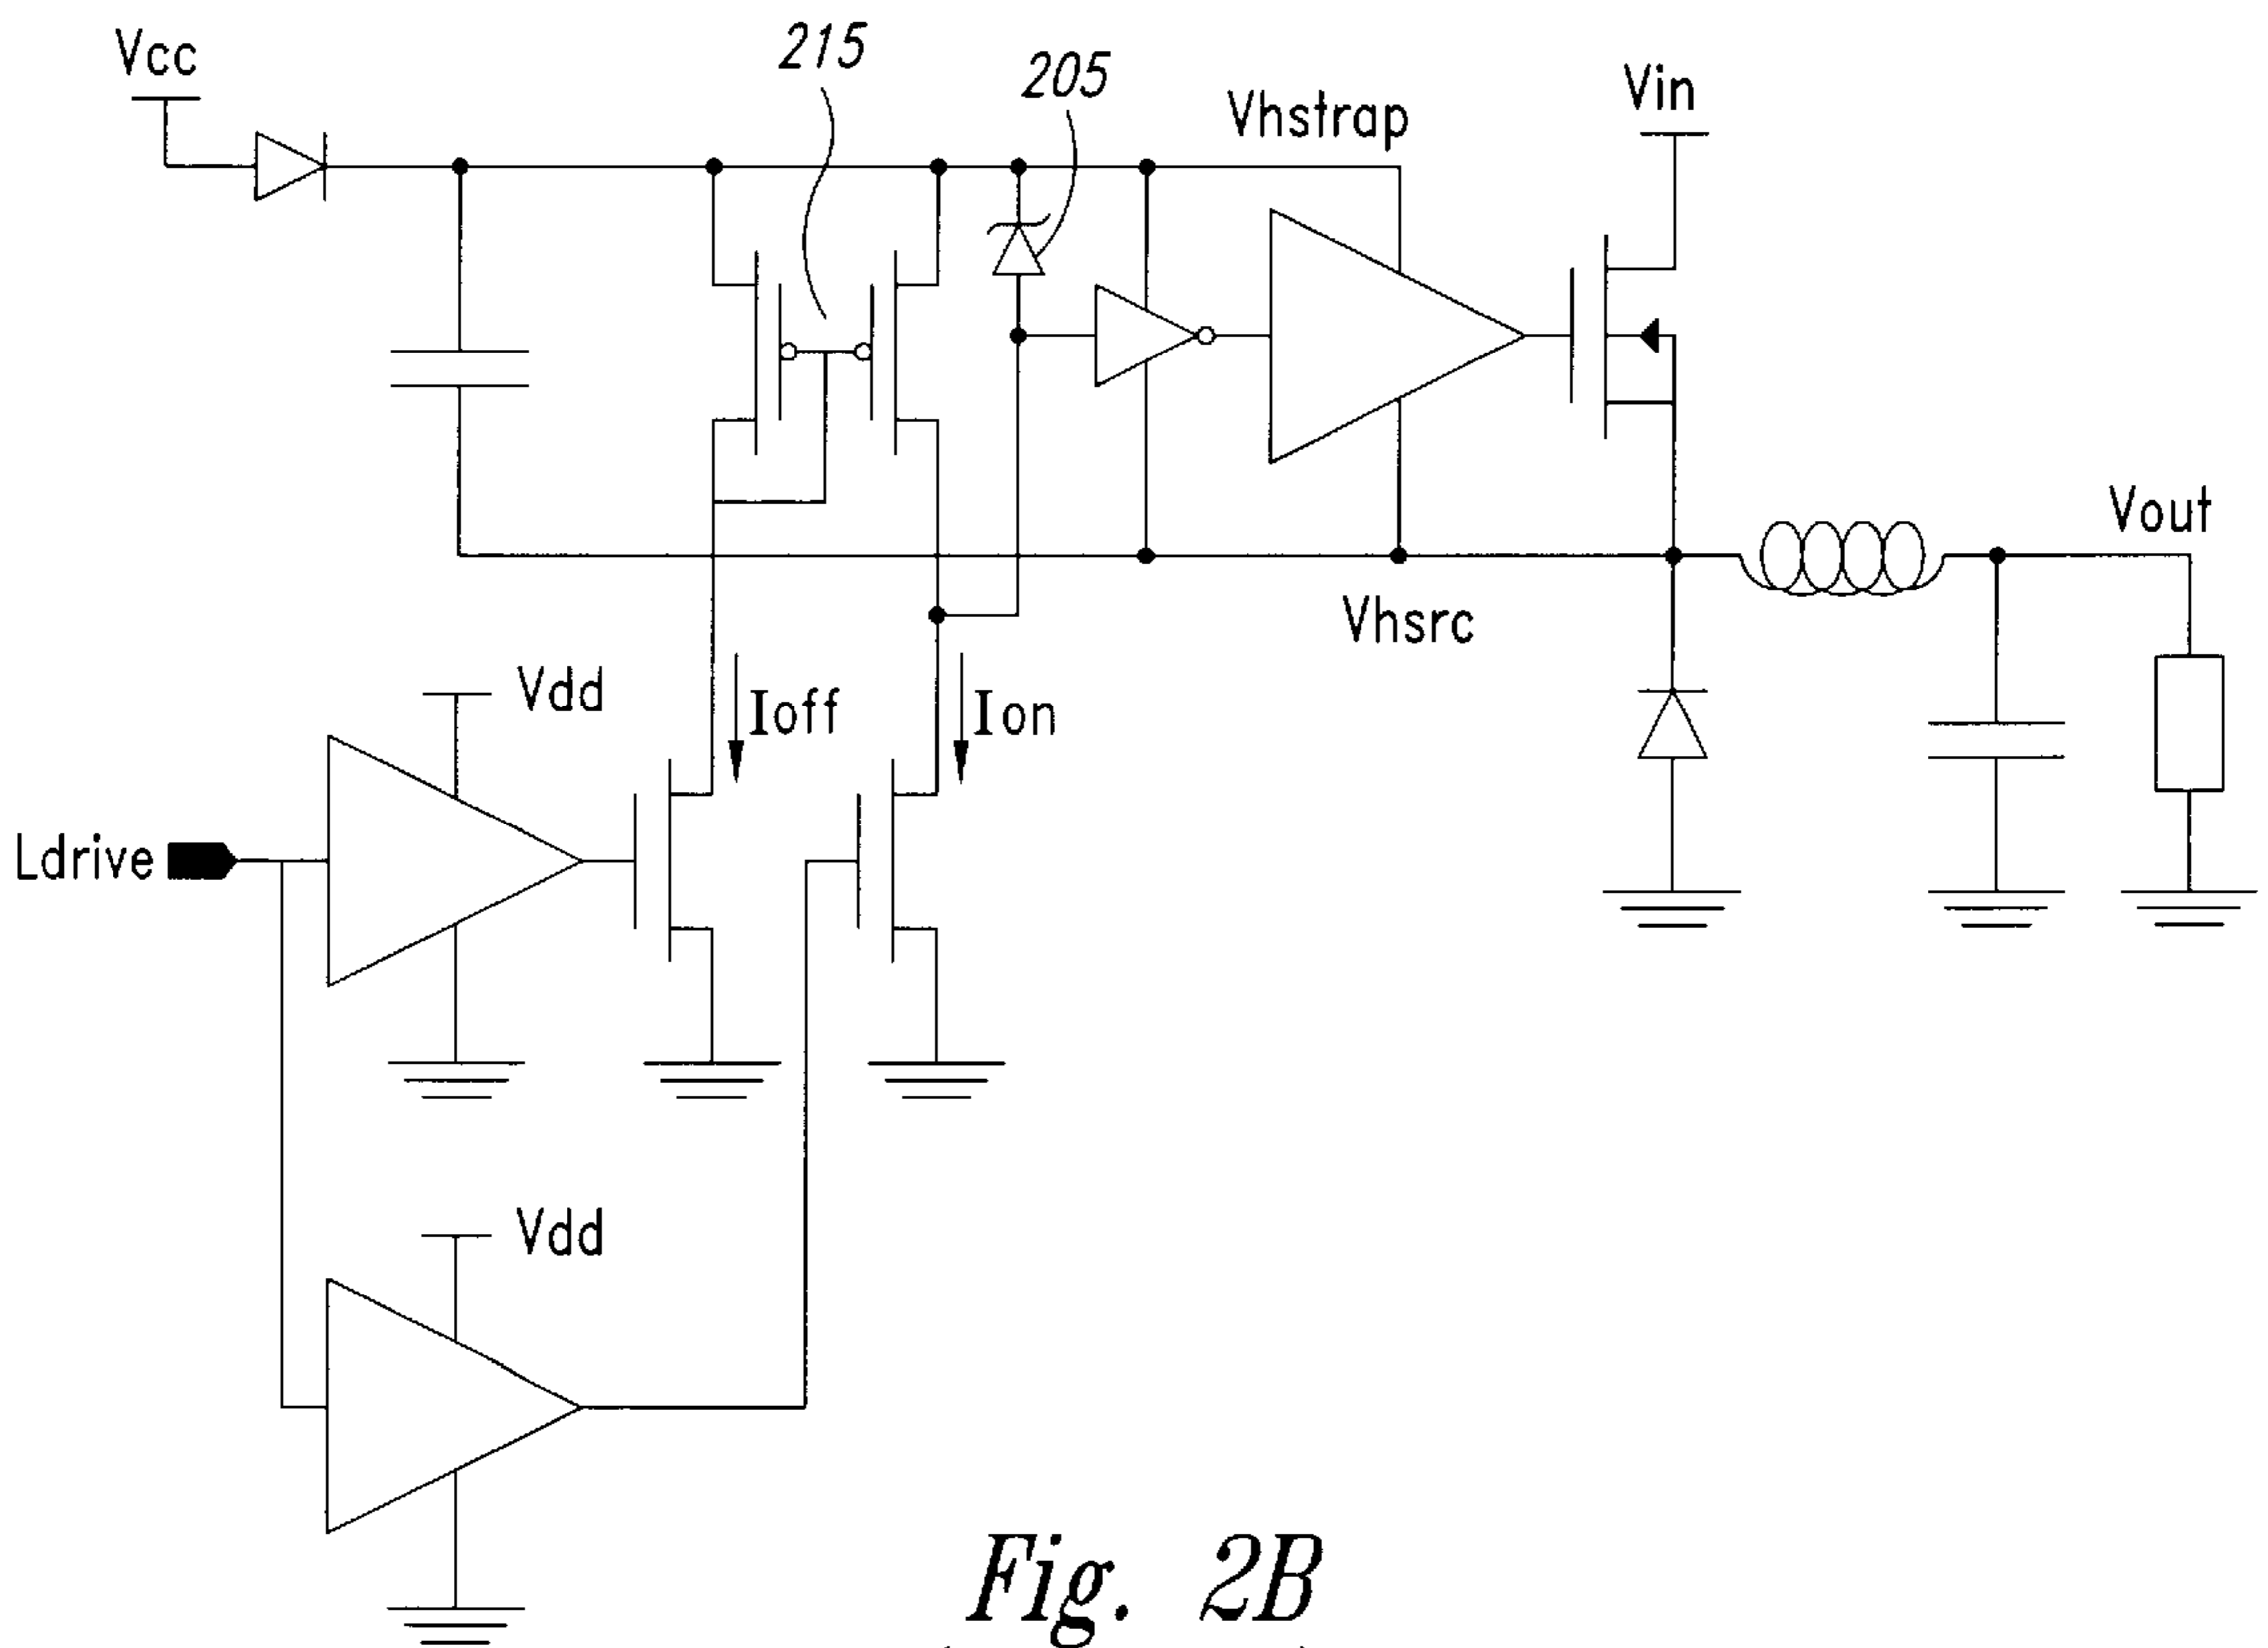 Vcc
215
205
Vhstrap
Vin
Vout
Vhsrc
Vdd
Ioff
Ion
Ldrive
Vdd
Fig. 2B